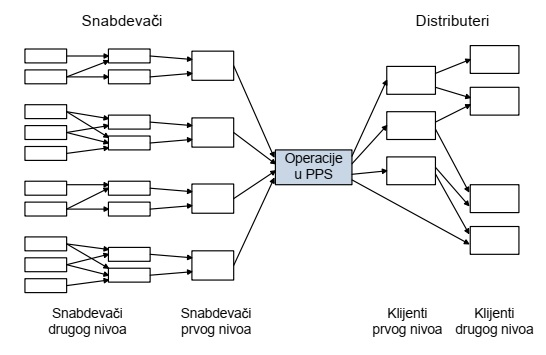 Snabdevači
Distributeri
Operacije
u PPS
Snabdevači
drugog nivoa
Snabdevači
prvog nivoa
Klijenti
prvog nivoa
Klijenti
drugog nivoa